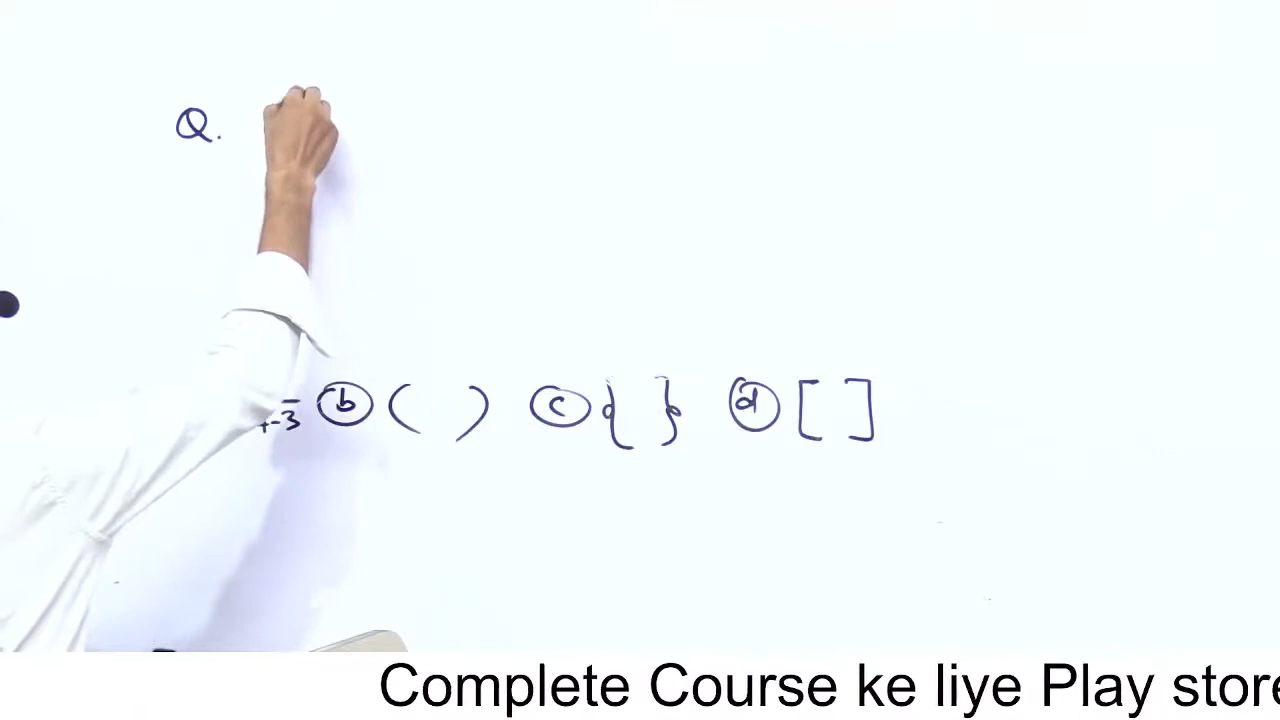 Q.
-3 b ( ) c { } d [ ]
Complete Course ke liye Play store